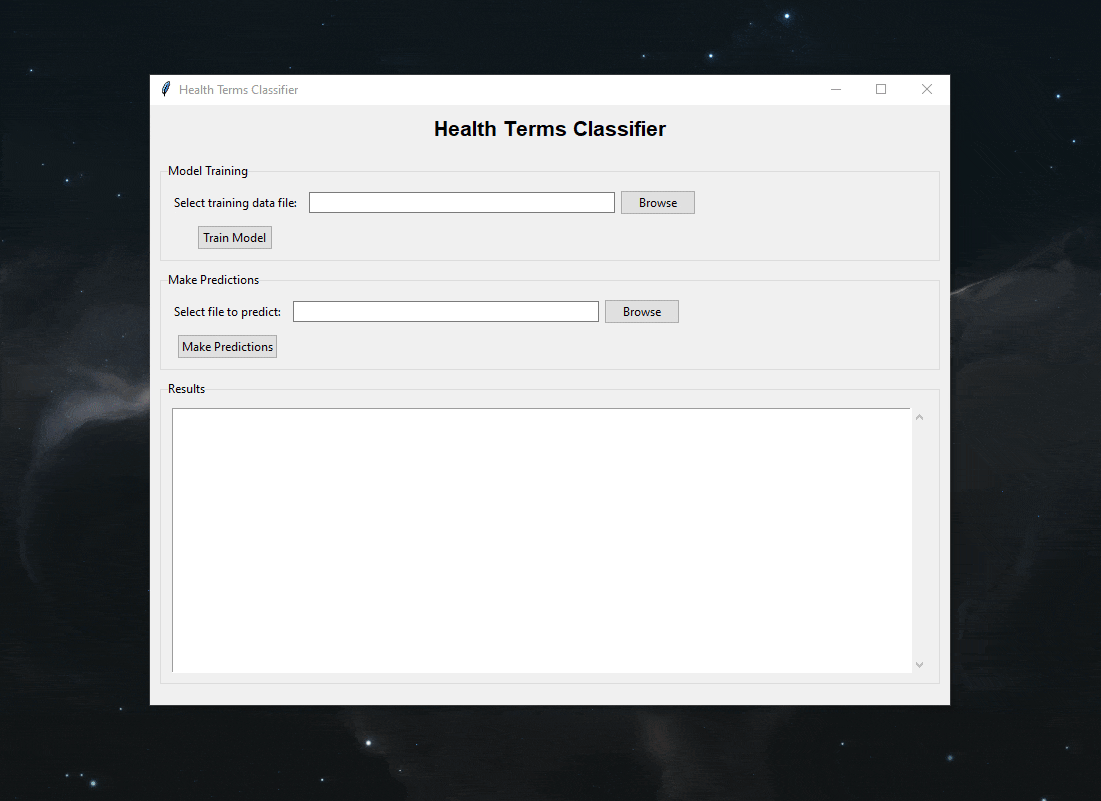 Health Terms Classifier
Health Terms Classifier
Model Training
Select training data file:
Browse
Train Model
Make Predictions
Select file to predict:
Browse
Make Predictions
Results